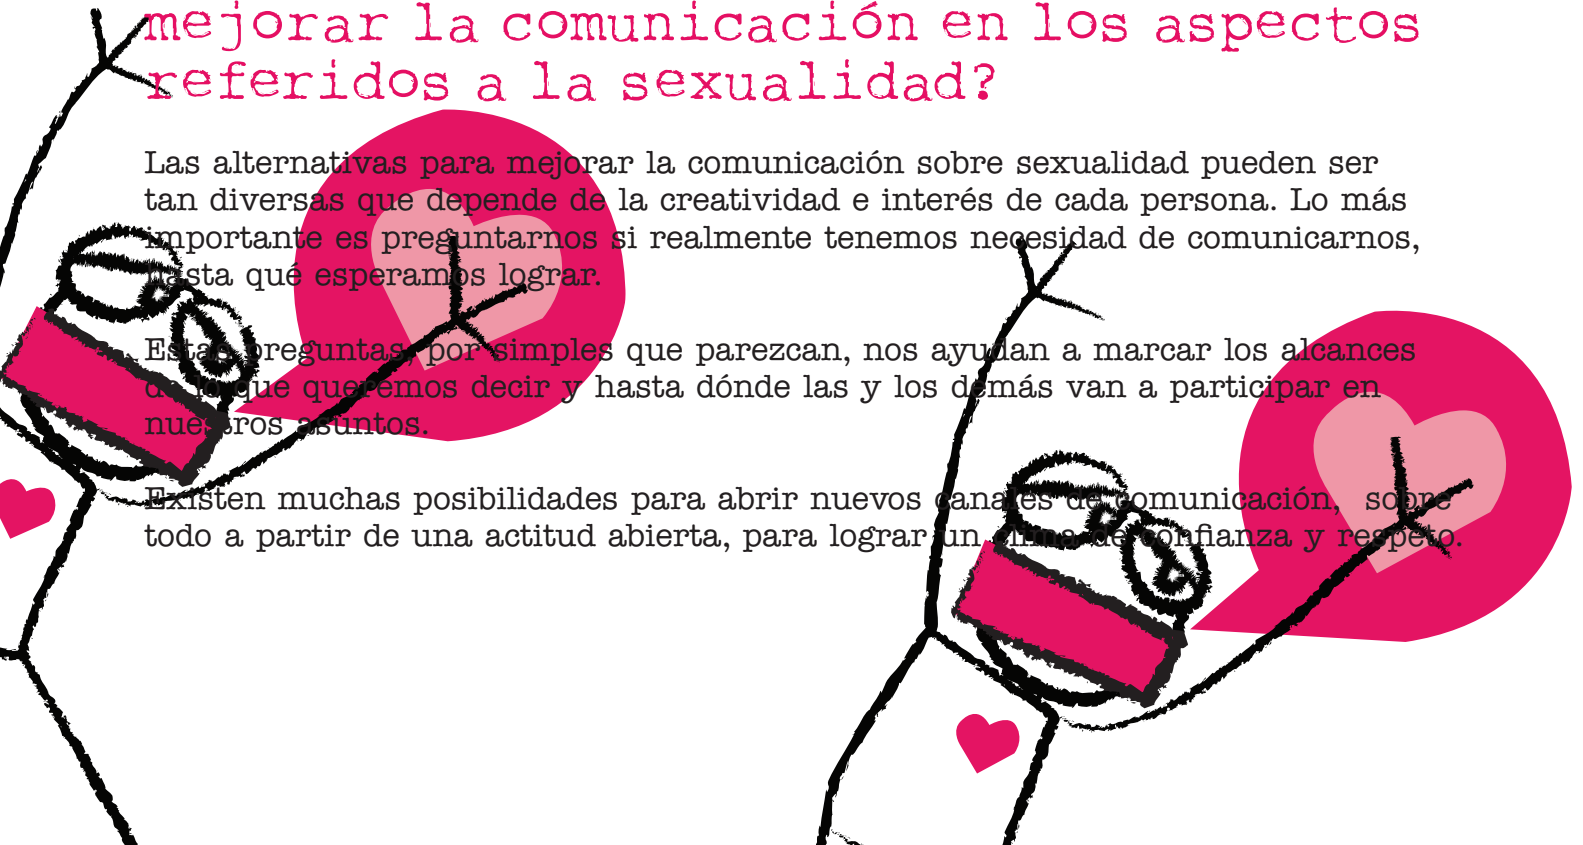 mejorar la comunicación en los aspectos
referidos a la sexualidad?
Las alternativas para mejorar la comunicación sobre sexualidad pueden ser
tan diversas que depende de la creatividad e interés de cada persona. Lo más
importante es preguntarnos si realmente tenemos necesidad de comunicarnos,
hasta qué esperamos lograr.
Estas preguntas, por simples que parezcan, nos ayudan a marcar los alcances
de lo que queremos decir y hasta dónde las y los demás van a participar en
nuestros asuntos.
Existen muchas posibilidades para abrir nuevos canales de comunicación, sobre
todo a partir de una actitud abierta, para lograr un clima de confianza y respeto.